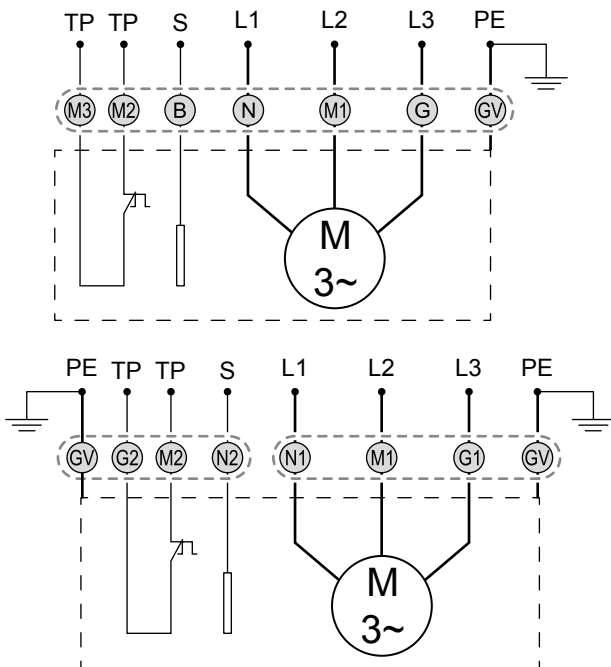 TP TP S L1 L2 L3 PE
M3 M2 B N M1 G GV
M
3~
PE TP TP S L1 L2 L3 PE
GV G2 M2 N2 N1 M1 G1 GV
M
3~